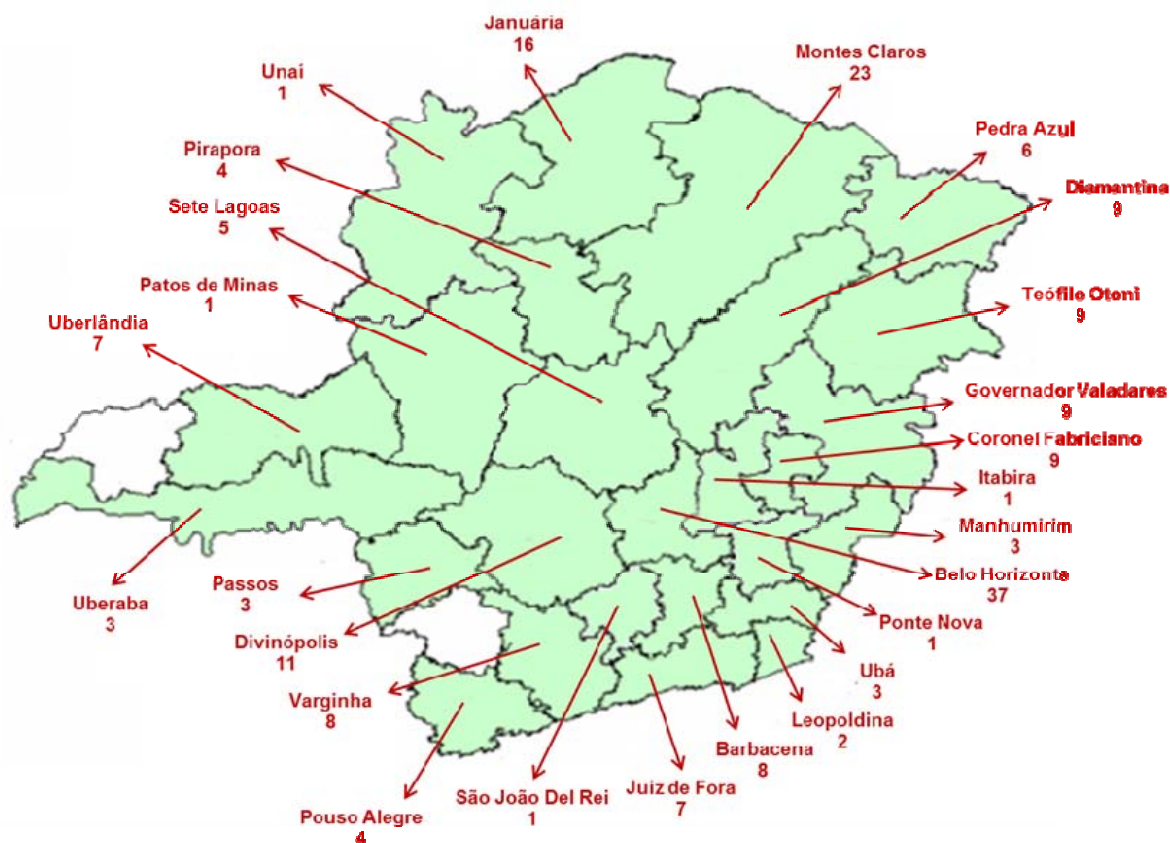 Januária
16
Montes Claros
23
Unaí
1
Pedra Azul
6
Pirapora
4
Diamantina
9
Sete Lagoas
5
Patos de Minas
1
Teófilo Otoni
9
Uberlândia
7
Governador Valadares
9
Coronel Fabriciano
9
Itabira
1
Manhumirim
3
Belo Horizonte
37
Passos
3
Uberaba
3
Ponte Nova
1
Divinópolis
11
Ubá
3
Varginha
8
Leopoldina
2
Barbacena
8
Juiz de Fora
7
São João Del Rei
1
Pouso Alegre
4